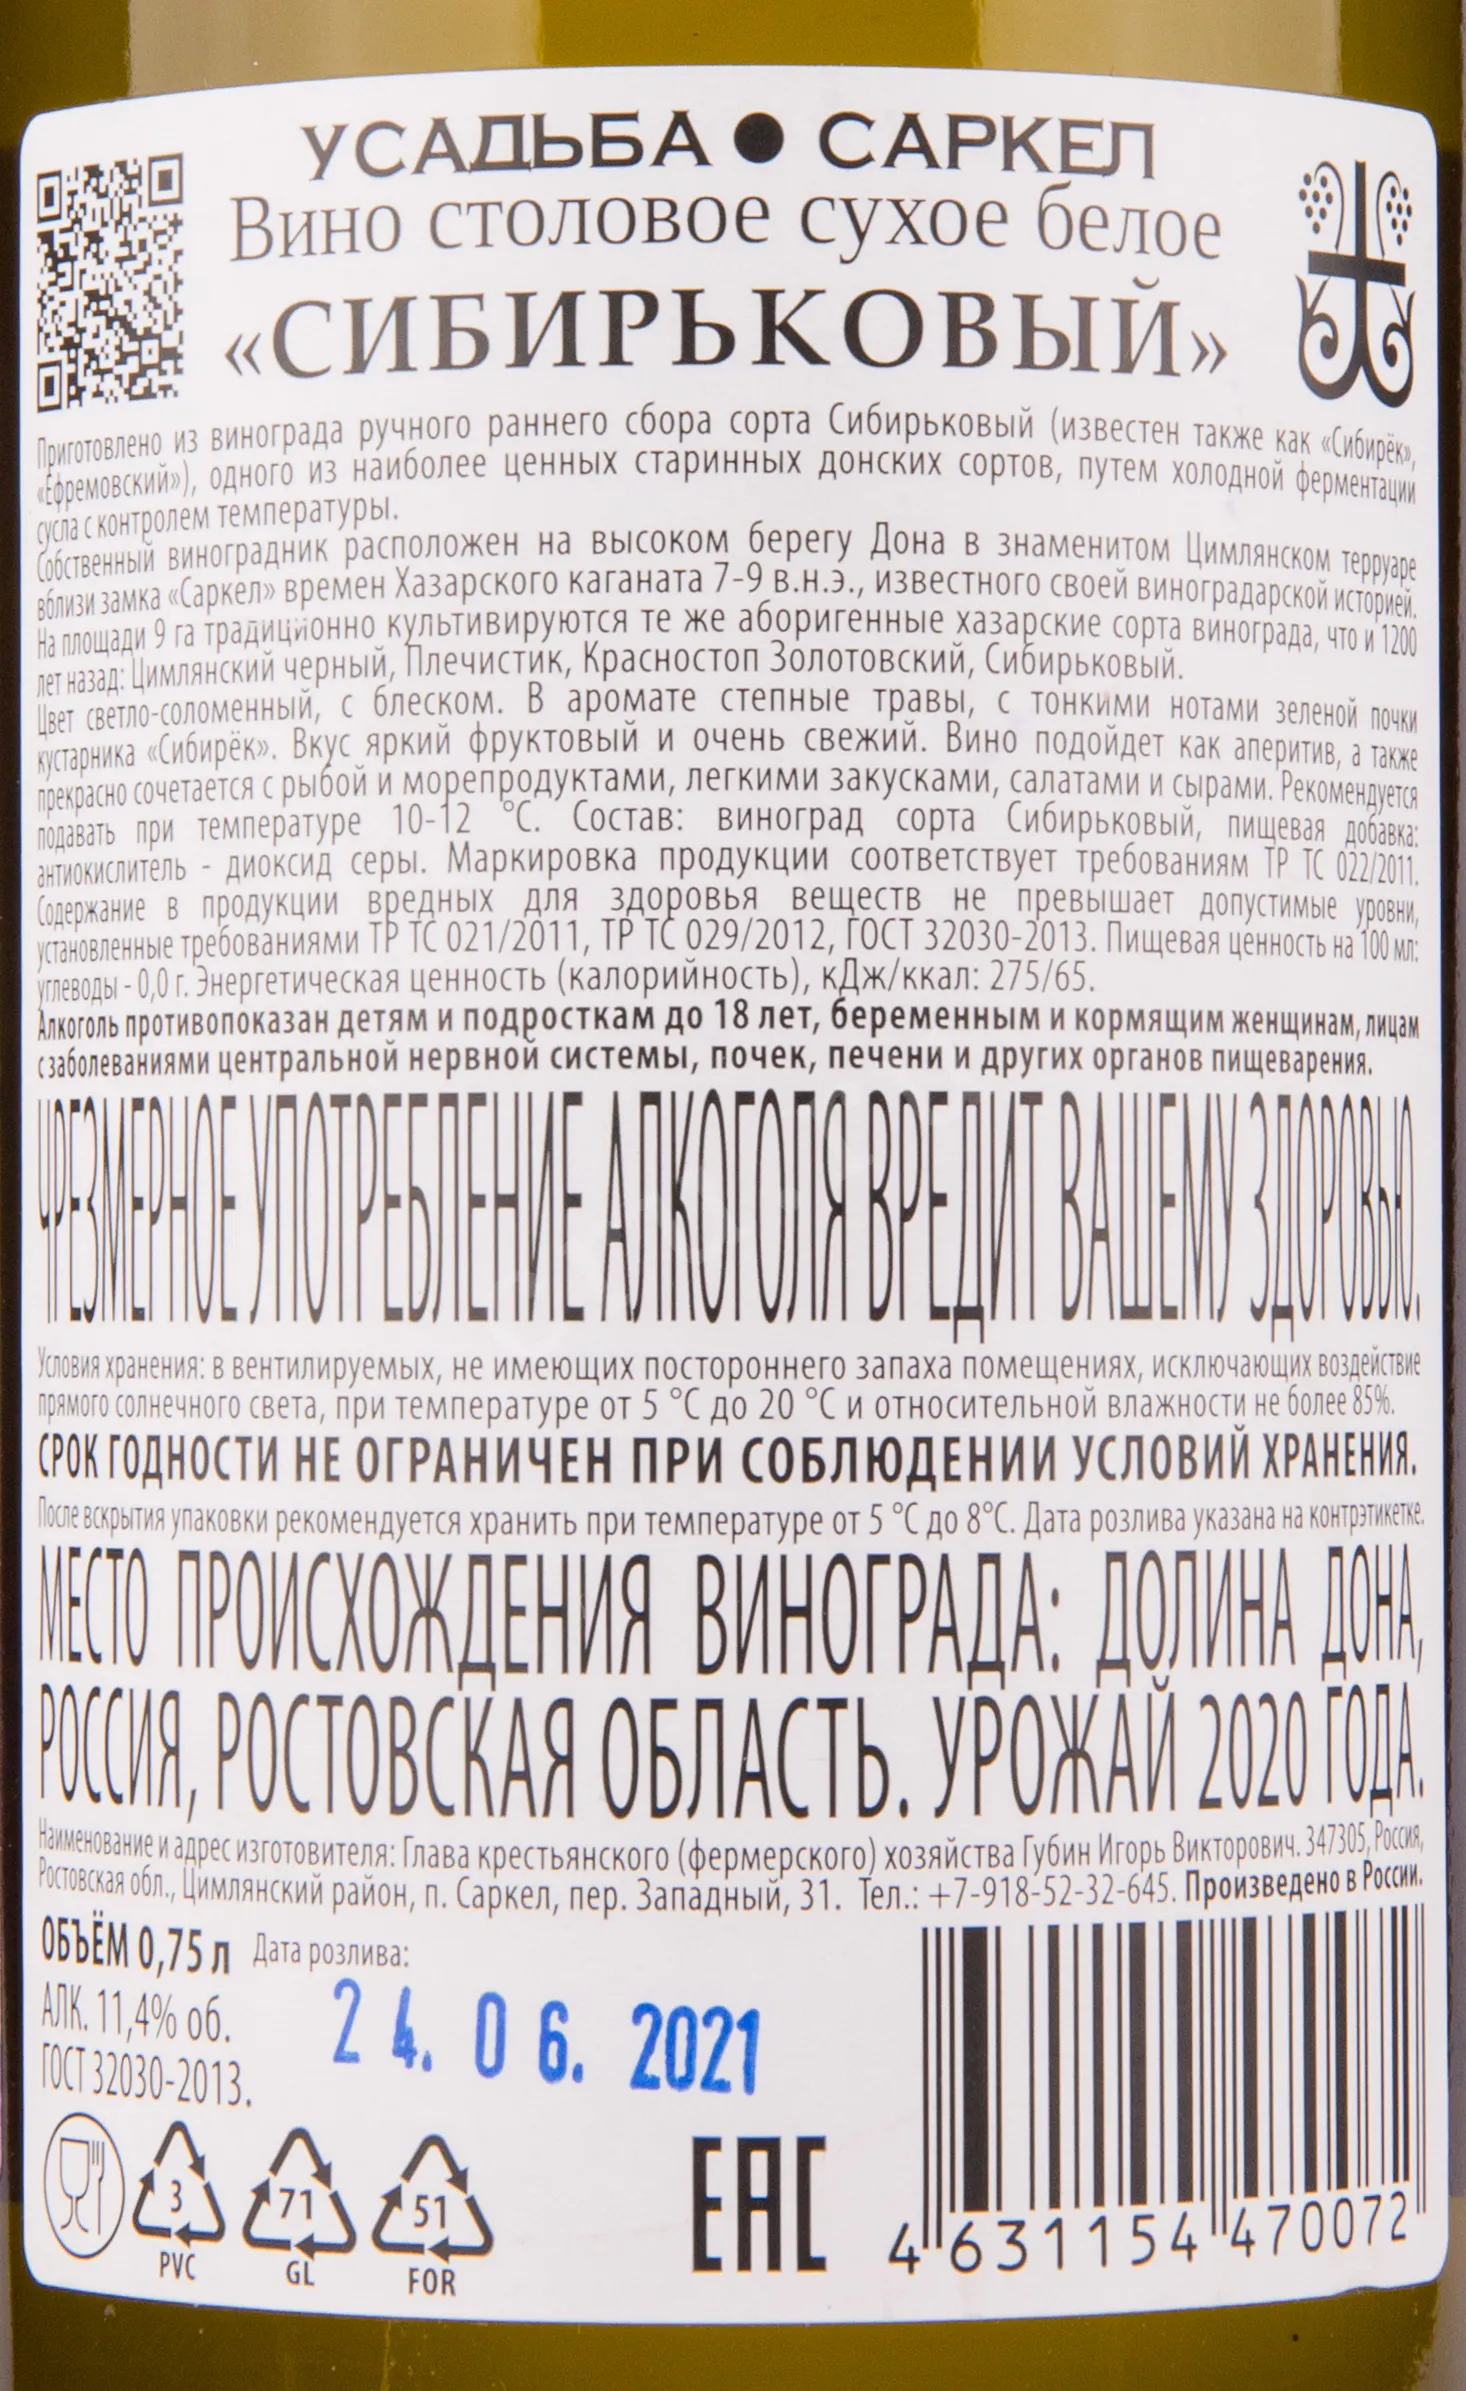 УСАДЬБА ● САРКЕЛ
Вино столовое сухое белое
«СИБИРЬКОВЫЙ»
Приготовлено из винограда ручного раннего сбора сорта Сибирьковый (известен также как «Сибирёк»,
«Ефремовский»), одного из наиболее ценных старинных донских сортов, путем холодной ферментации
сусла с контролем температуры.
Собственный виноградник расположен на высоком берегу Дона в знаменитом Цимлянском терруаре
вблизи замка «Саркел» времен Хазарского каганата 7-9 в.н.э., известного своей виноградарской историей.
На площади 9 га традиционно культивируются те же аборигенные хазарские сорта винограда, что и 1200
лет назад: Цимлянский черный, Плечистик, Красностоп Золотовский, Сибирьковый.
Цвет светло-соломенный, с блеском. В аромате степные травы, с тонкими нотами зеленой почки
кустарника «Сибирёк». Вкус яркий фруктовый и очень свежий. Вино подойдет как аперитив, а также
прекрасно сочетается с рыбой и морепродуктами, легкими закусками, салатами и сырами. Рекомендуется
подавать при температуре 10-12 °С. Состав: виноград сорта Сибирьковый, пищевая добавка:
антиокислитель - диоксид серы. Маркировка продукции соответствует требованиям ТР ТС 022/2011.
Содержание в продукции вредных для здоровья веществ не превышает допустимые уровни,
установленные требованиями ТР ТС 021/2011, ТР ТС 029/2012, ГОСТ 32030-2013. Пищевая ценность на 100 мл:
углеводы - 0,0 г. Энергетическая ценность (калорийность), кДж/ккал: 275/65.
Алкоголь противопоказан детям и подросткам до 18 лет, беременным и кормящим женщинам, лицам
с заболеваниями центральной нервной системы, почек, печени и других органов пищеварения.
ЧРЕЗМЕРНОЕ УПОТРЕБЛЕНИЕ АЛКОГОЛЯ ВРЕДИТ ВАШЕМУ ЗДОРОВЬЮ.
Условия хранения: в вентилируемых, не имеющих постороннего запаха помещениях, исключающих воздействие
прямого солнечного света, при температуре от 5 °С до 20 °С и относительной влажности не более 85%.
СРОК ГОДНОСТИ НЕ ОГРАНИЧЕН ПРИ СОБЛЮДЕНИИ УСЛОВИЙ ХРАНЕНИЯ.
После вскрытия упаковки рекомендуется хранить при температуре от 5 °С до 8°С. Дата розлива указана на контрэтикетке.
МЕСТО ПРОИСХОЖДЕНИЯ ВИНОГРАДА: ДОЛИНА ДОНА,
РОССИЯ, РОСТОВСКАЯ ОБЛАСТЬ. УРОЖАЙ 2020 ГОДА.
Наименование и адрес изготовителя: Глава крестьянского (фермерского) хозяйства Губин Игорь Викторович. 347305, Россия,
Ростовская обл., Цимлянский район, п. Саркел, пер. Западный, 31. Тел.: +7-918-52-32-645. Произведено в России.
ОБЪЁМ 0,75 л Дата розлива:
АЛК. 11,4% об.
24.06.2021
ГОСТ 32030-2013.
3 71 51
PVC GL FOR
ЕАС
4 631154 470072